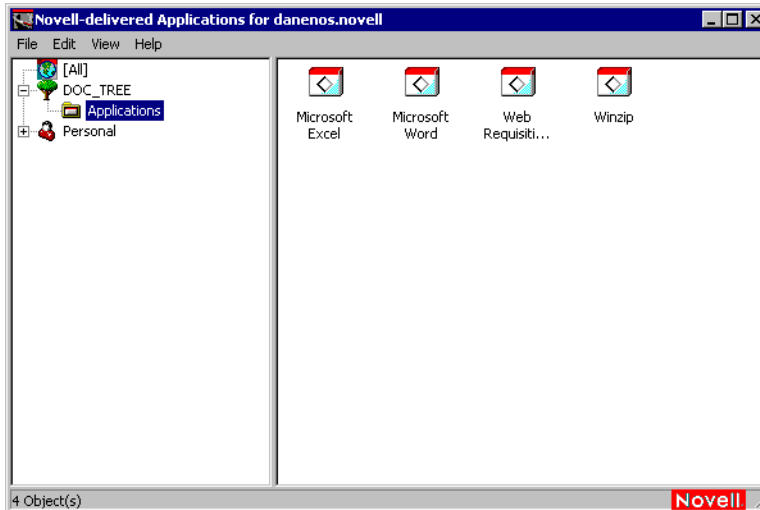 Novell-delivered Applications for danenos.novell
File Edit View Help
[All]
DOC_TREE
Applications
Personal
Microsoft Excel
Microsoft Word
Web Requisiti...
Winzip
4 Object(s)
Novell.